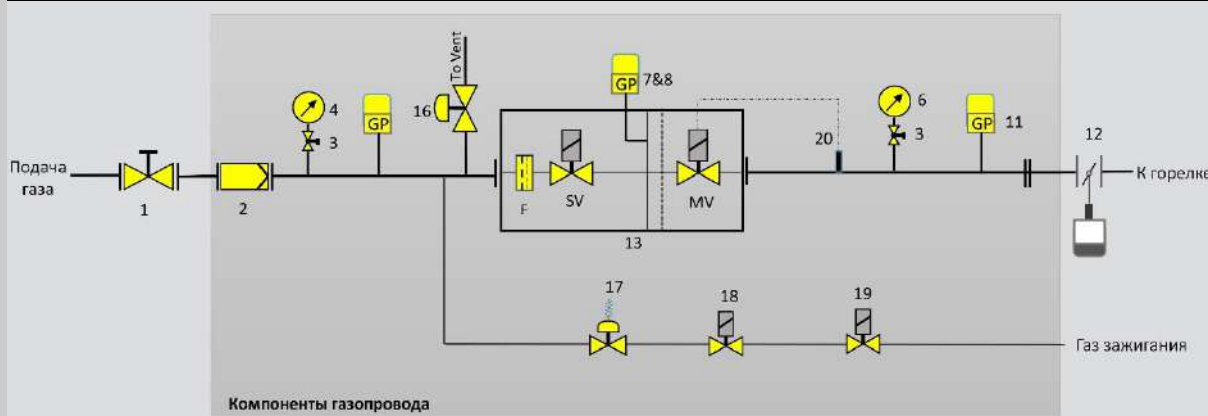 To Vent
4
GP
16
7&8
GP
6
GP
11
3
3
20
12
Подача
газа
К горелке
1
2
F
SV
MV
13
17
18
19
Газ зажигания
Компоненты газопровода